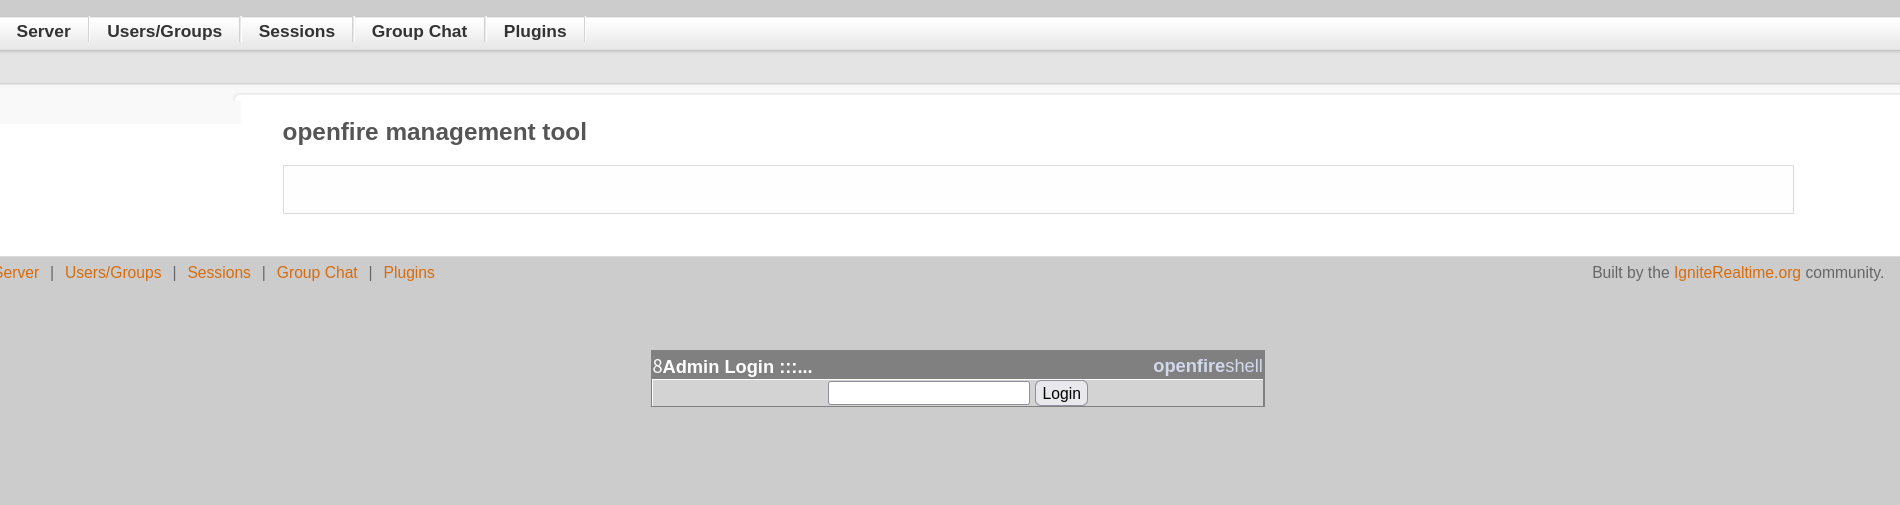 Server Users/Groups Sessions Group Chat Plugins
openfire management tool
Server | Users/Groups | Sessions | Group Chat | Plugins
Built by the IgniteRealtime.org community.
8Admin Login :::...
openfireshell
Login